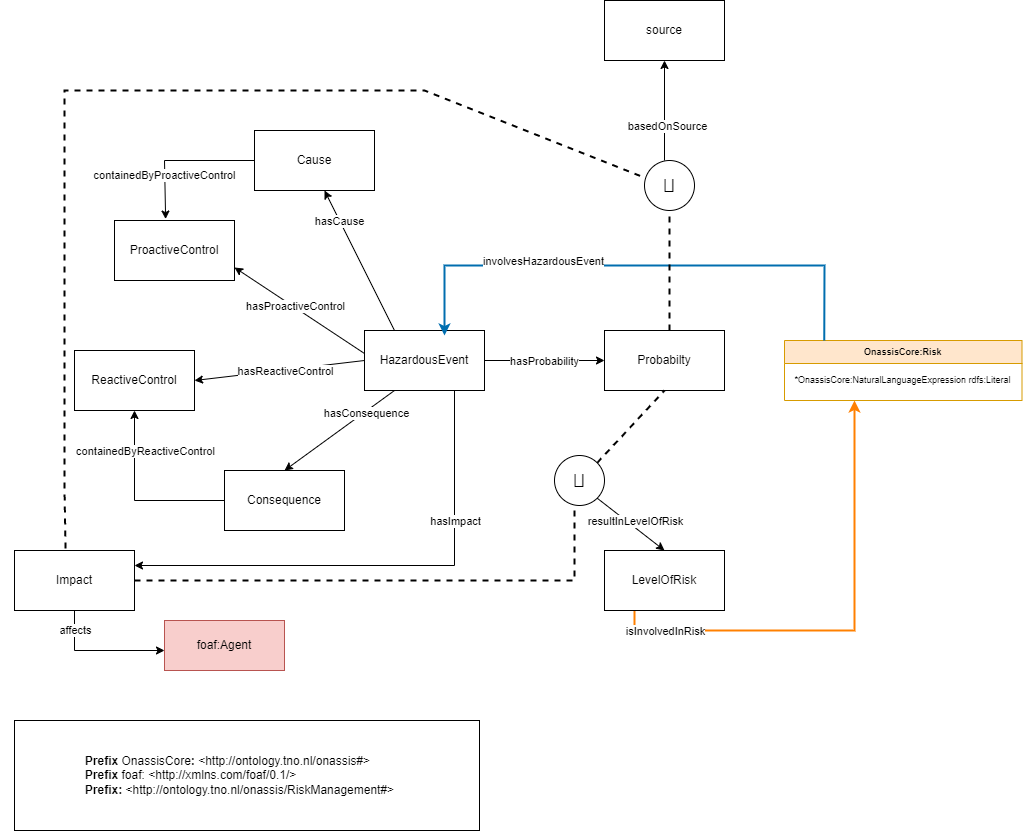 source
basedOnSource
⨆
Cause
containedByProactiveControl
hasCause
ProactiveControl
involvesHazardousEvent
hasProactiveControl
HazardousEvent
hasProbability
Probabilty
OnassisCore:Risk
*OnassisCore:NaturalLanguageExpression rdfs:Literal
hasReactiveControl
ReactiveControl
hasConsequence
containedByReactiveControl
⨆
Consequence
hasImpact
resultInLevelOfRisk
Impact
LevelOfRisk
affects
isInvolvedInRisk
foaf:Agent
Prefix OnassisCore: <http://ontology.tno.nl/onassis#>
Prefix foaf: <http://xmlns.com/foaf/0.1/>
Prefix: <http://ontology.tno.nl/onassis/RiskManagement#>